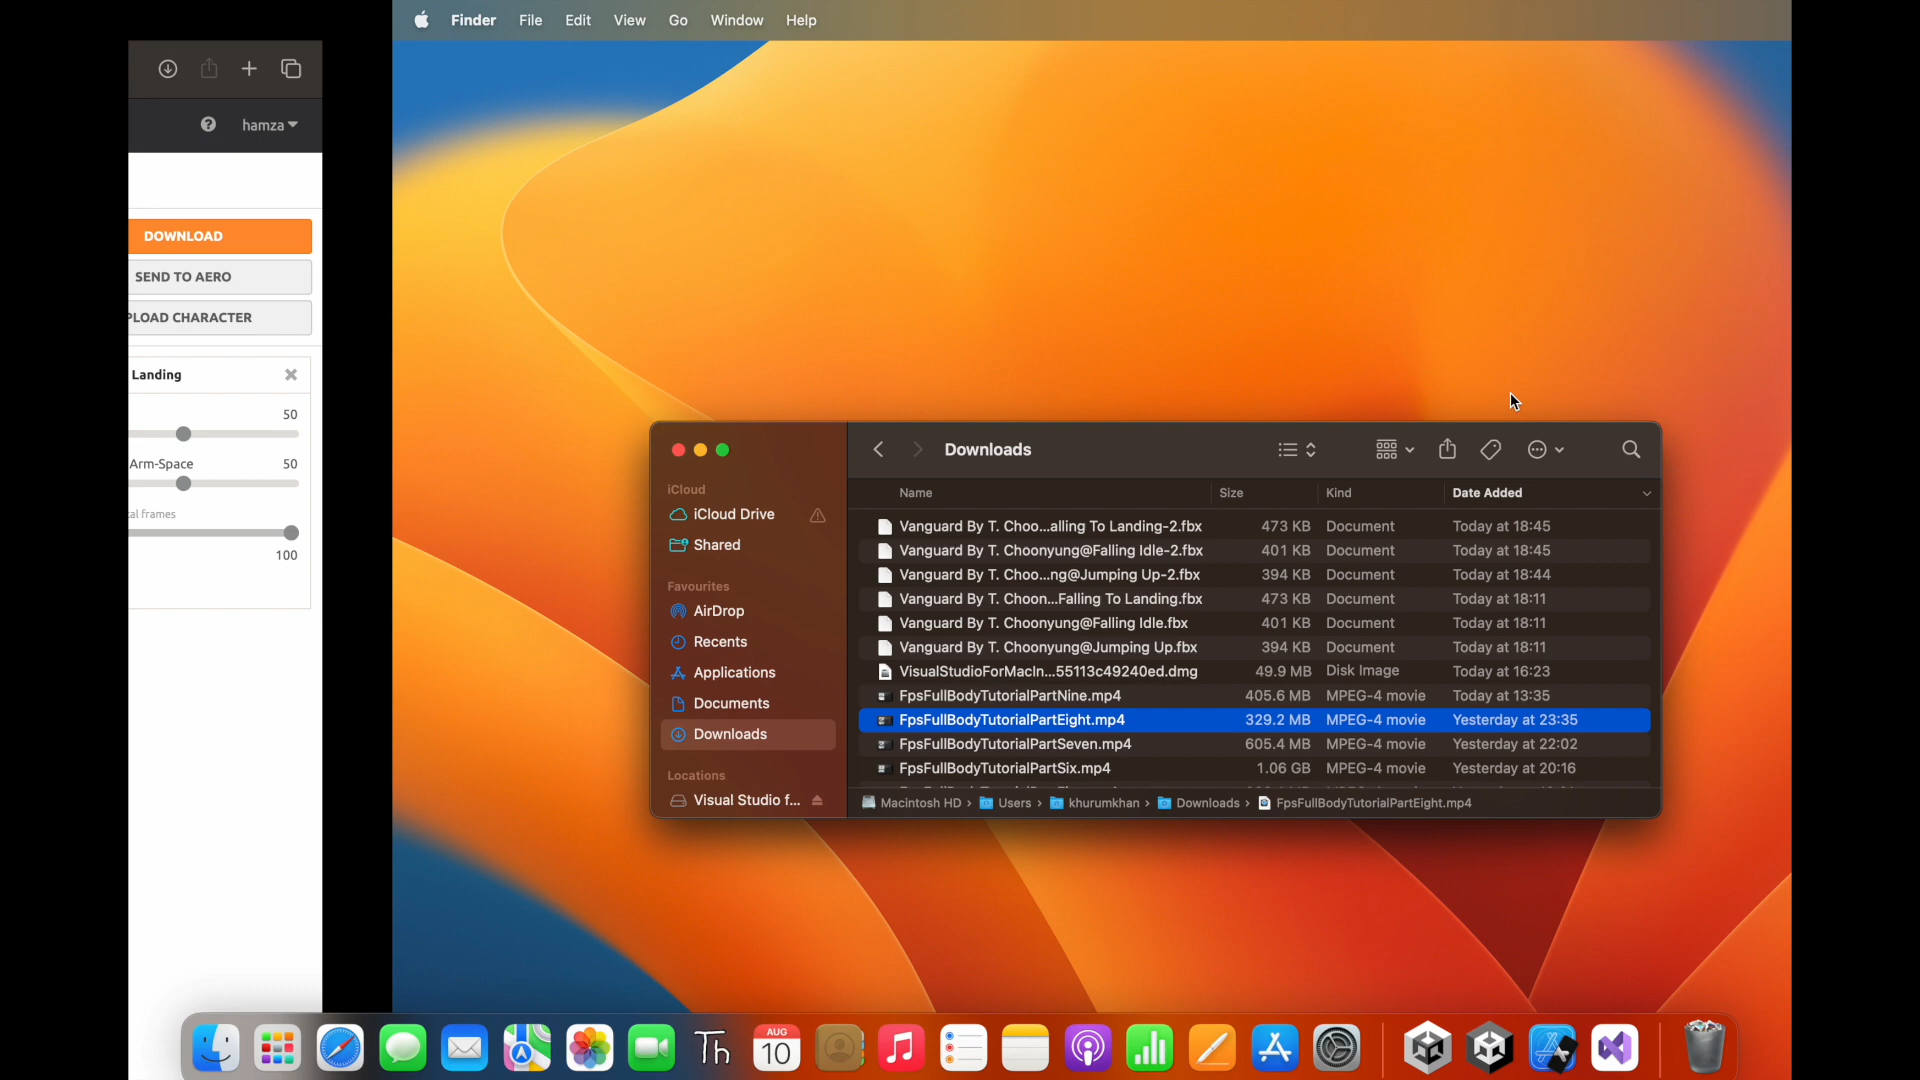 Finder File Edit View Go Window Help
hamza
DOWNLOAD
SEND TO AERO
PLOAD CHARACTER
Landing
50
Arm-Space 50
al frames
100
Downloads
iCloud
iCloud Drive
Shared
Favourites
AirDrop
Recents
Applications
Documents
Downloads
Locations
Visual Studio f...
Name Size Kind Date Added
Vanguard By T. Choo...alling To Landing-2.fbx 473 KB Document Today at 18:45
Vanguard By T. Choonyung@Falling Idle-2.fbx 401 KB Document Today at 18:45
Vanguard By T. Choo...ng@Jumping Up-2.fbx 394 KB Document Today at 18:44
Vanguard By T. Choon...Falling To Landing.fbx 473 KB Document Today at 18:11
Vanguard By T. Choonyung@Falling Idle.fbx 401 KB Document Today at 18:11
Vanguard By T. Choonyung@Jumping Up.fbx 394 KB Document Today at 18:11
VisualStudioForMacIn...55113c49240ed.dmg 49.9 MB Disk Image Today at 16:23
FpsFullBodyTutorialPartNine.mp4 405.6 MB MPEG-4 movie Today at 13:35
FpsFullBodyTutorialPartEight.mp4 329.2 MB MPEG-4 movie Yesterday at 23:35
FpsFullBodyTutorialPartSeven.mp4 605.4 MB MPEG-4 movie Yesterday at 22:02
FpsFullBodyTutorialPartSix.mp4 1.06 GB MPEG-4 movie Yesterday at 20:16
Macintosh HD › Users › khurumkhan › Downloads › FpsFullBodyTutorialPartEight.mp4
Th
AUG
10